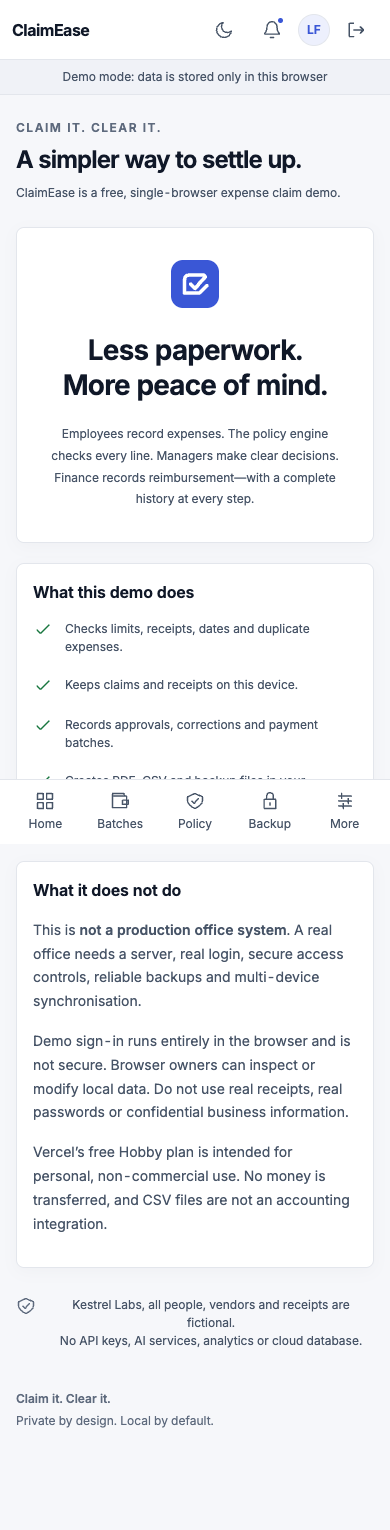 ClaimEase
LF
Demo mode: data is stored only in this browser
CLAIM IT. CLEAR IT.
A simpler way to settle up.
ClaimEase is a free, single-browser expense claim demo.
Less paperwork.
More peace of mind.
Employees record expenses. The policy engine
checks every line. Managers make clear decisions.
Finance records reimbursement—with a complete
history at every step.
What this demo does
Checks limits, receipts, dates and duplicate
expenses.
Keeps claims and receipts on this device.
Records approvals, corrections and payment
batches.
Creates PDF, CSV and backup files in your
Home
Batches
Policy
Backup
More
What it does not do
This is not a production office system. A real
office needs a server, real login, secure access
controls, reliable backups and multi-device
synchronisation.
Demo sign-in runs entirely in the browser and is
not secure. Browser owners can inspect or
modify local data. Do not use real receipts, real
passwords or confidential business information.
Vercel’s free Hobby plan is intended for
personal, non-commercial use. No money is
transferred, and CSV files are not an accounting
integration.
Kestrel Labs, all people, vendors and receipts are
fictional.
No API keys, AI services, analytics or cloud database.
Claim it. Clear it.
Private by design. Local by default.